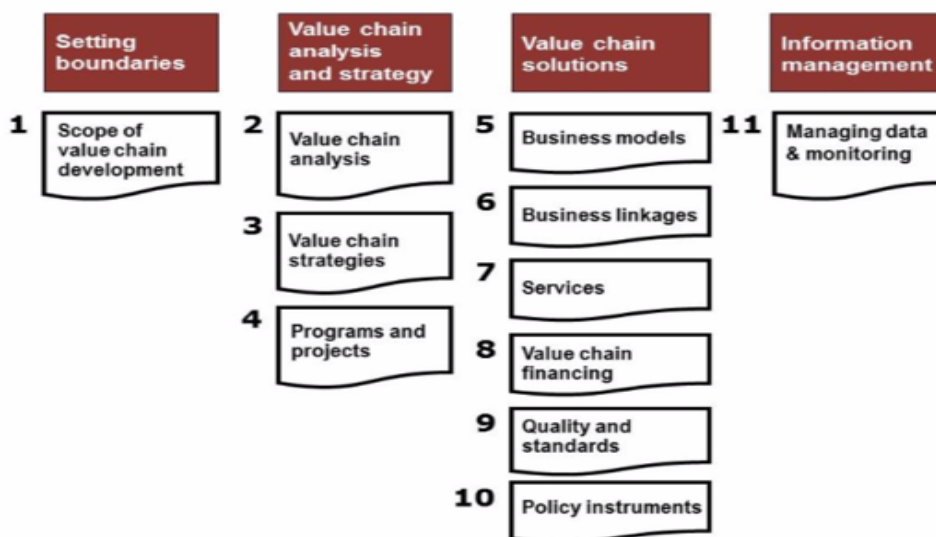 Setting
boundaries
1
Scope of
value chain
development
Value chain
analysis
and strategy
2
Value chain
analysis
3
Value chain
strategies
4
Programs and
projects
Value chain
solutions
5
Business models
6
Business linkages
7
Services
8
Value chain
financing
9
Quality and
standards
10
Policy instruments
Information
management
11
Managing data
& monitoring